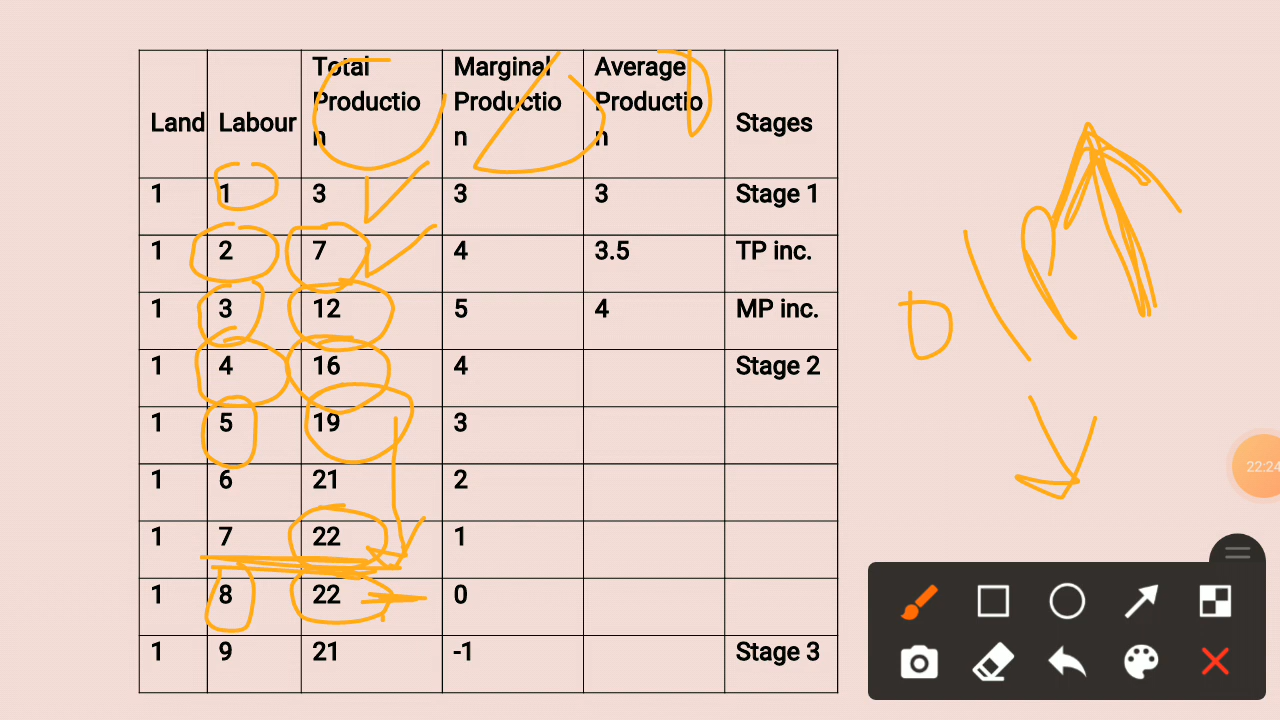 Land Labour Total Productio n Marginal Productio n Average Productio n Stages
1 1 3 3 3 Stage 1
1 2 7 4 3.5 TP inc.
1 3 12 5 4 MP inc.
1 4 16 4 Stage 2
1 5 19 3
1 6 21 2
1 7 22 1
1 8 22 0
1 9 21 -1 Stage 3
22:24